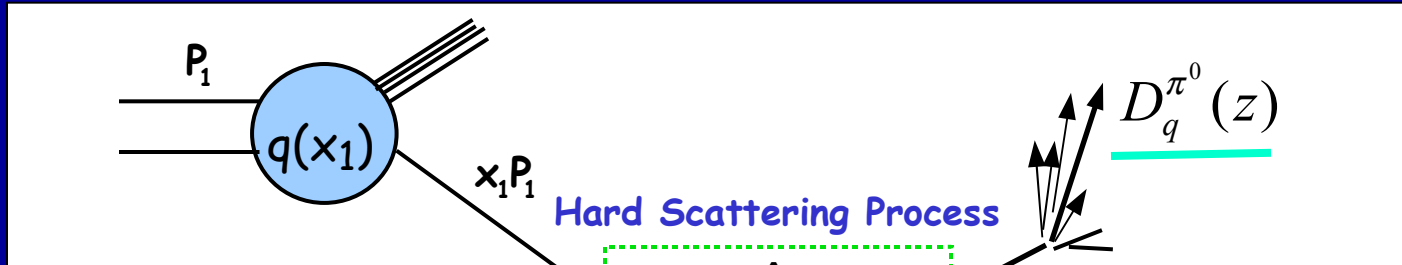 P₁
q(x₁)
x₁P₁
Hard Scattering Process
D_q^{π⁰}(z)